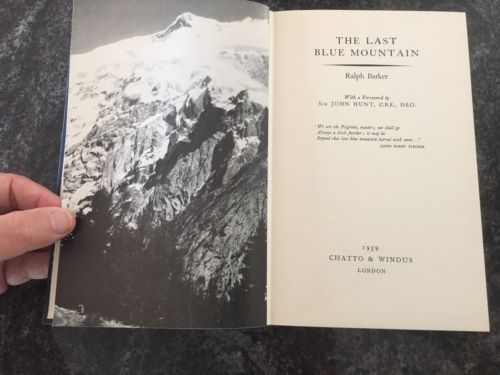 THE LAST
BLUE MOUNTAIN
Ralph Barker
With a Foreword by
Sir JOHN HUNT, C.B.E., D.S.O.
'We are the Pilgrims, master; we shall go
Always a little further: it may be
Beyond that last blue mountain barred with snow...'
JAMES ELROY FLECKER
1959
CHATTO & WINDUS
LONDON